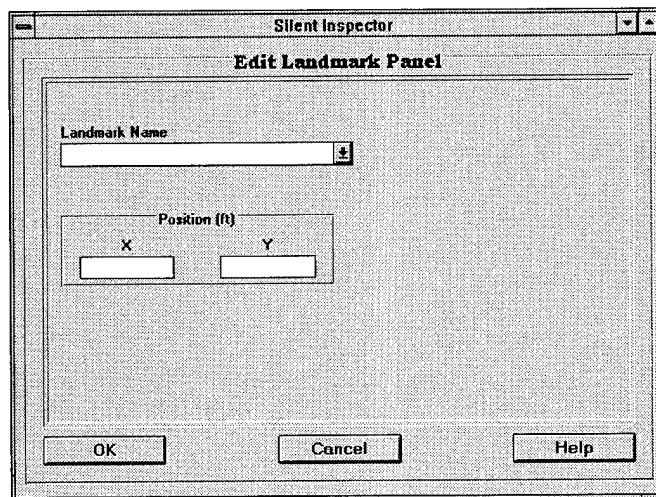 Silent Inspector
Edit Landmark Panel
Landmark Name
Position (ft)
X Y
OK Cancel Help